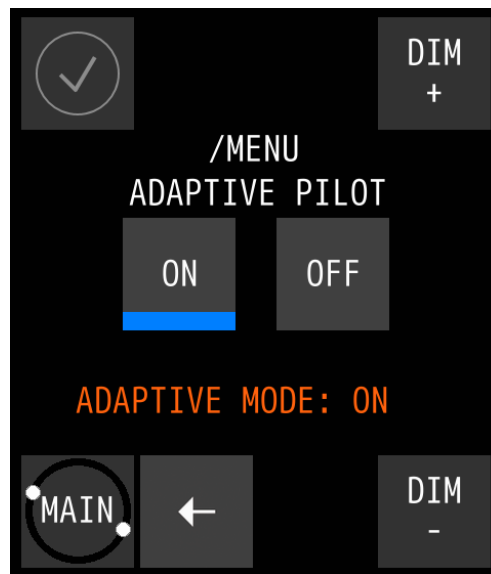 DIM
+
/MENU
ADAPTIVE PILOT
ON OFF
ADAPTIVE MODE: ON
MAIN ← DIM
-